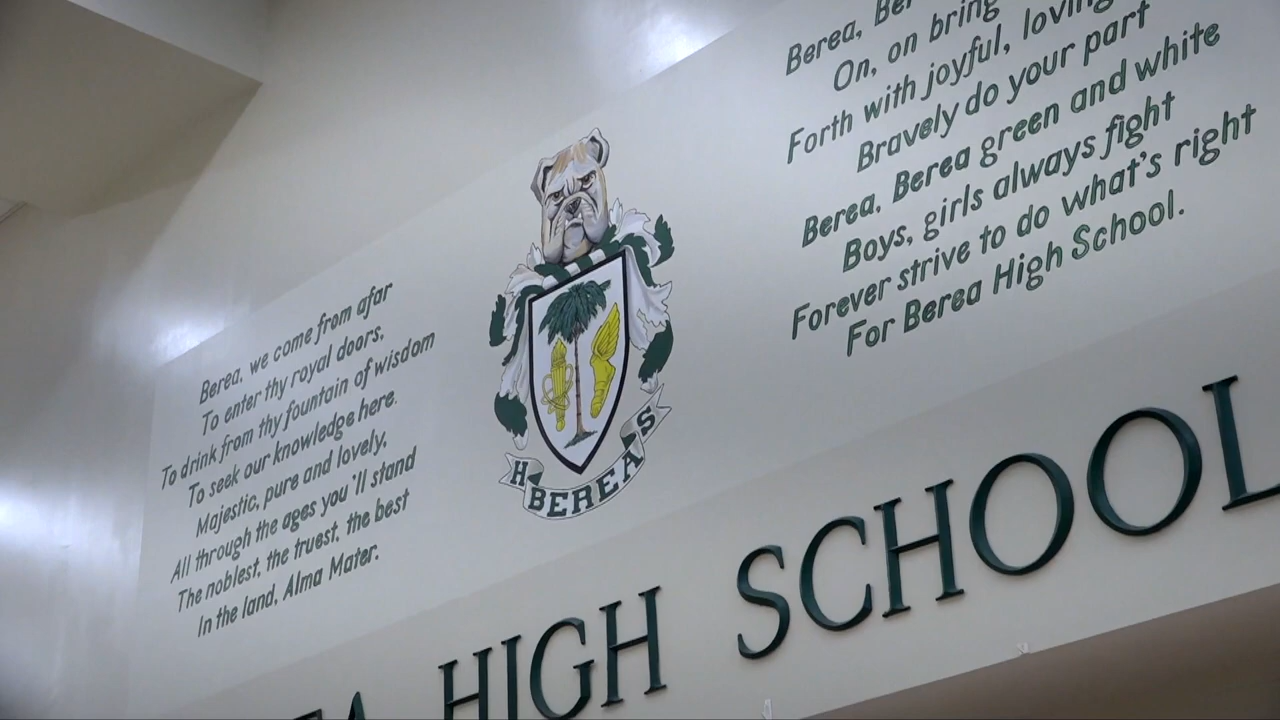 Berea, we come from afar
To enter thy royal doors,
To drink from thy fountain of wisdom
To seek our knowledge here.
Majestic, pure and lovely,
All through the ages you'll stand
The noblest, the truest, the best
In the land, Alma Mater.
H BEREA S
Berea,
On, on bring
Forth with joyful, loving
Bravely do your part
Berea, Berea green and white
Boys, girls always fight
Forever strive to do what's right
For Berea High School.
HIGH SCHOOL